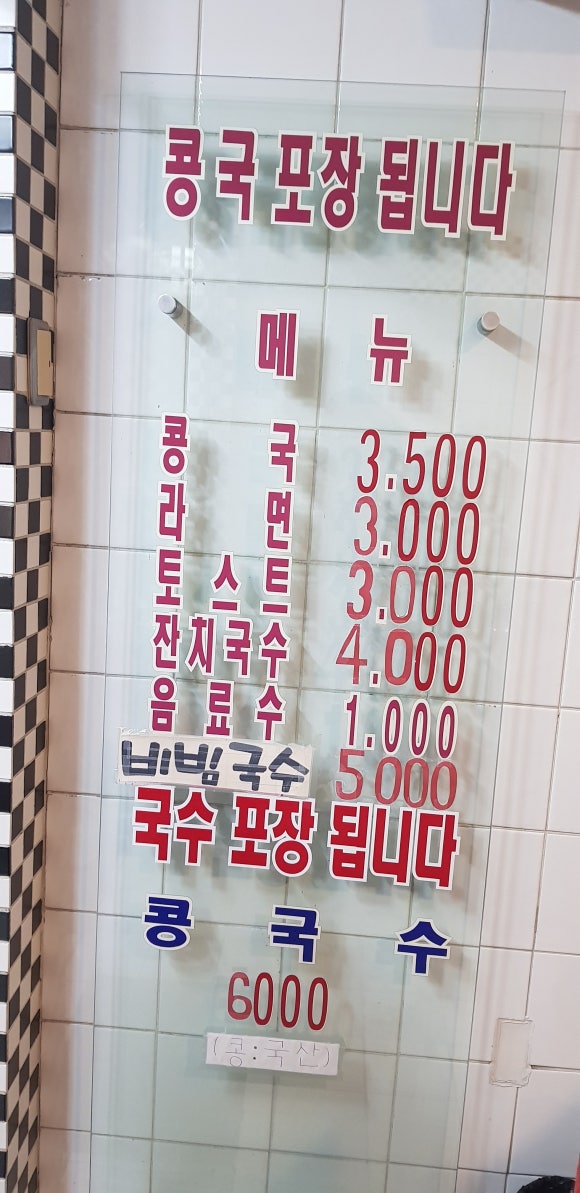 콩국 포장 됩니다
메 뉴
콩 국 3.500
라 면 3.000
토 스 트 3.000
잔치국수 4.000
음 료 수 1.000
비빔국수 5000
국수 포장 됩니다
콩 국 수
6000
(콩:국산)